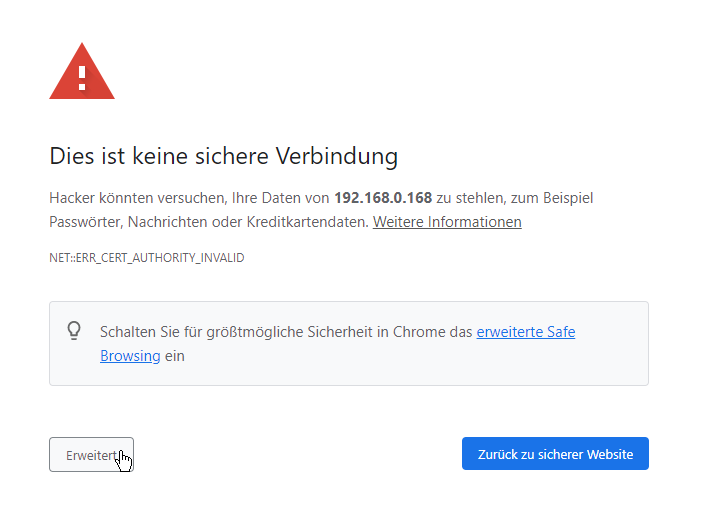 Dies ist keine sichere Verbindung
Hacker könnten versuchen, Ihre Daten von 192.168.0.168 zu stehlen, zum Beispiel
Passwörter, Nachrichten oder Kreditkartendaten. Weitere Informationen
NET::ERR_CERT_AUTHORITY_INVALID
Schalten Sie für größtmögliche Sicherheit in Chrome das erweiterte Safe
Browsing ein
Erweitert
Zurück zu sicherer Website